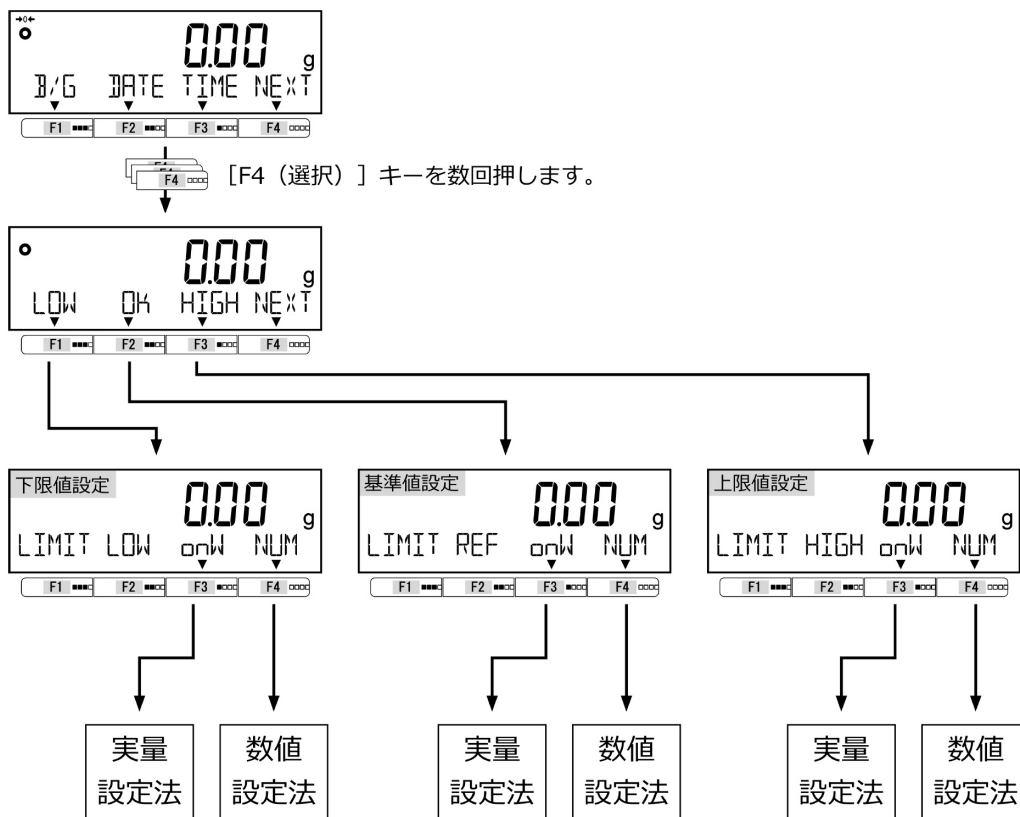 →0←
0.00 g
B/G DATE TIME NEXT
F1 F2 F3 F4
F4
[F4(選択)]キーを数回押します。
0.00 g
LOW OK HIGH NEXT
F1 F2 F3 F4
下限値設定
0.00 g
LIMIT LOW onW NUM
F1 F2 F3 F4
基準値設定
0.00 g
LIMIT REF onW NUM
F1 F2 F3 F4
上限値設定
0.00 g
LIMIT HIGH onW NUM
F1 F2 F3 F4
実量
設定法
数値
設定法
実量
設定法
数値
設定法
実量
設定法
数値
設定法